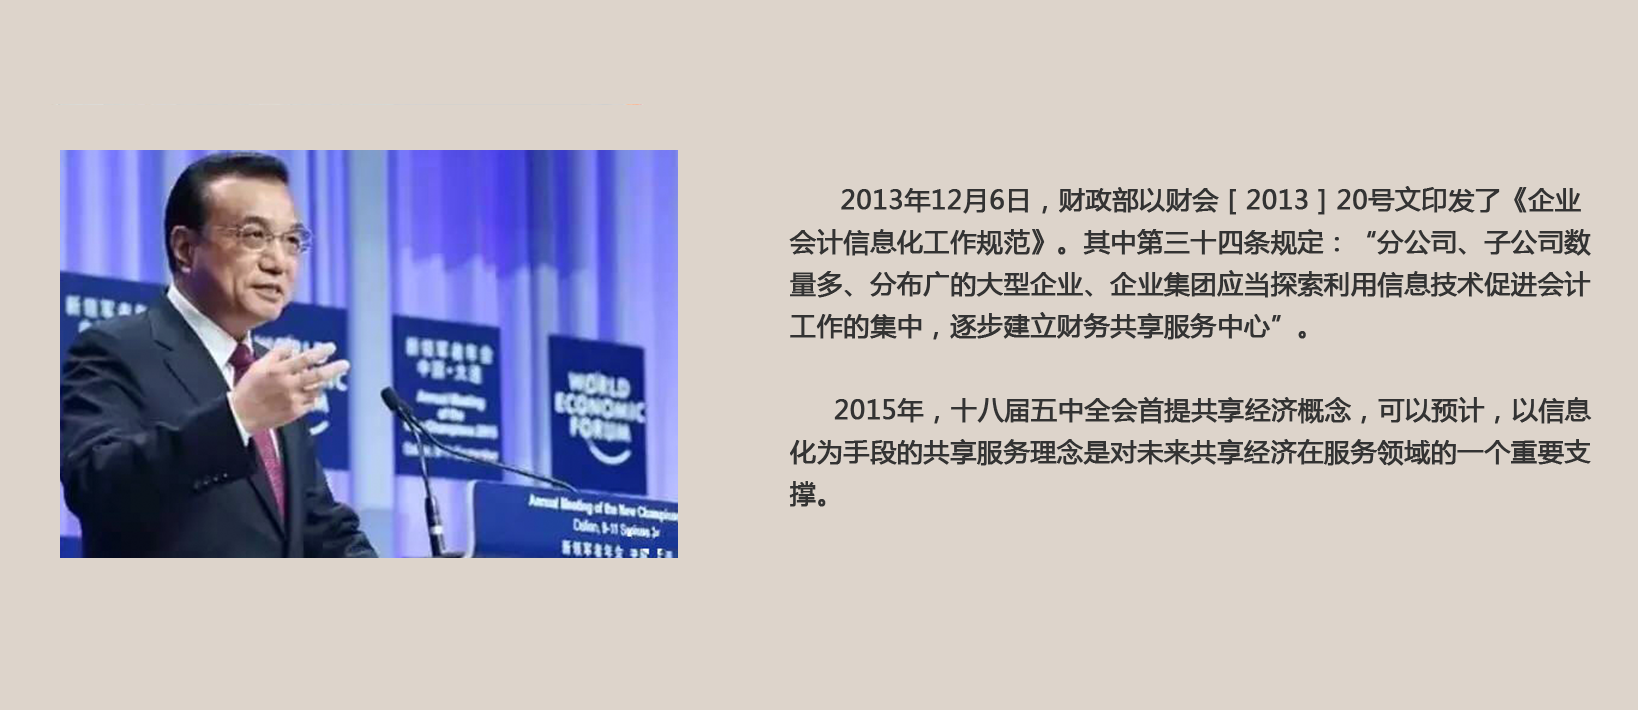 新领军者年会
WORLD
新领军者年会
中国·大连
Annual Meeting
of the
WORLD
ECONOMIC
FORUM
Annual Meeting of the New Champions
Dalian, 9-11 September
新领军者年会
2013年12月6日，财政部以财会［2013］20号文印发了《企业
会计信息化工作规范》。其中第三十四条规定：“分公司、子公司数
量多、分布广的大型企业、企业集团应当探索利用信息技术促进会计
工作的集中，逐步建立财务共享服务中心”。
2015年，十八届五中全会首提共享经济概念，可以预计，以信息
化为手段的共享服务理念是对未来共享经济在服务领域的一个重要支
撑。